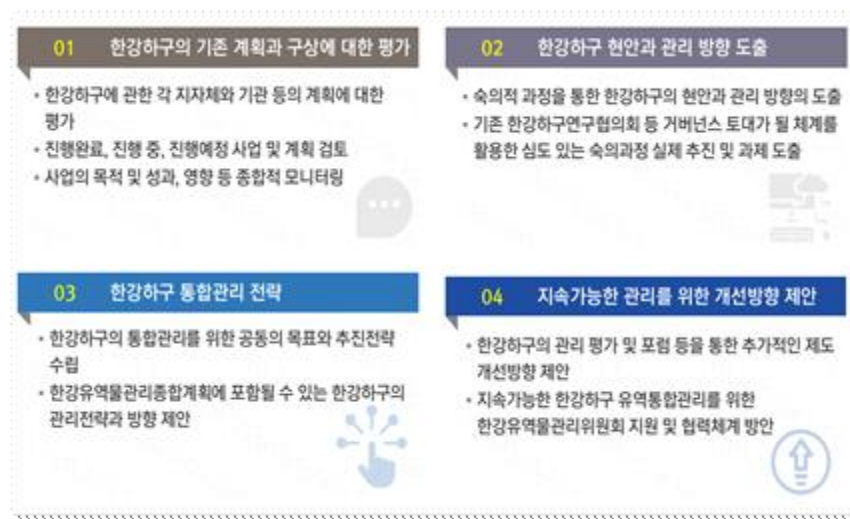 01 한강하구의 기존 계획과 구상에 대한 평가
• 한강하구에 관한 각 지자체와 기관 등의 계획에 대한
평가
• 진행완료, 진행 중, 진행예정 사업 및 계획 검토
• 사업의 목적 및 성과, 영향 등 종합적 모니터링
02 한강하구 현안과 관리 방향 도출
• 숙의적 과정을 통한 한강하구의 현안과 관리 방향의 도출
• 기존 한강하구연구협의회 등 거버넌스 토대가 될 체계를
활용한 심도 있는 숙의과정 실제 추진 및 과제 도출
03 한강하구 통합관리 전략
• 한강하구의 통합관리를 위한 공동의 목표와 추진전략
수립
• 한강유역물관리종합계획에 포함될 수 있는 한강하구의
관리전략과 방향 제안
04 지속가능한 관리를 위한 개선방향 제안
• 한강하구의 관리 평가 및 포럼 등을 통한 추가적인 제도
개선방향 제안
• 지속가능한 한강하구 유역통합관리를 위한
한강유역물관리위원회 지원 및 협력체계 방안